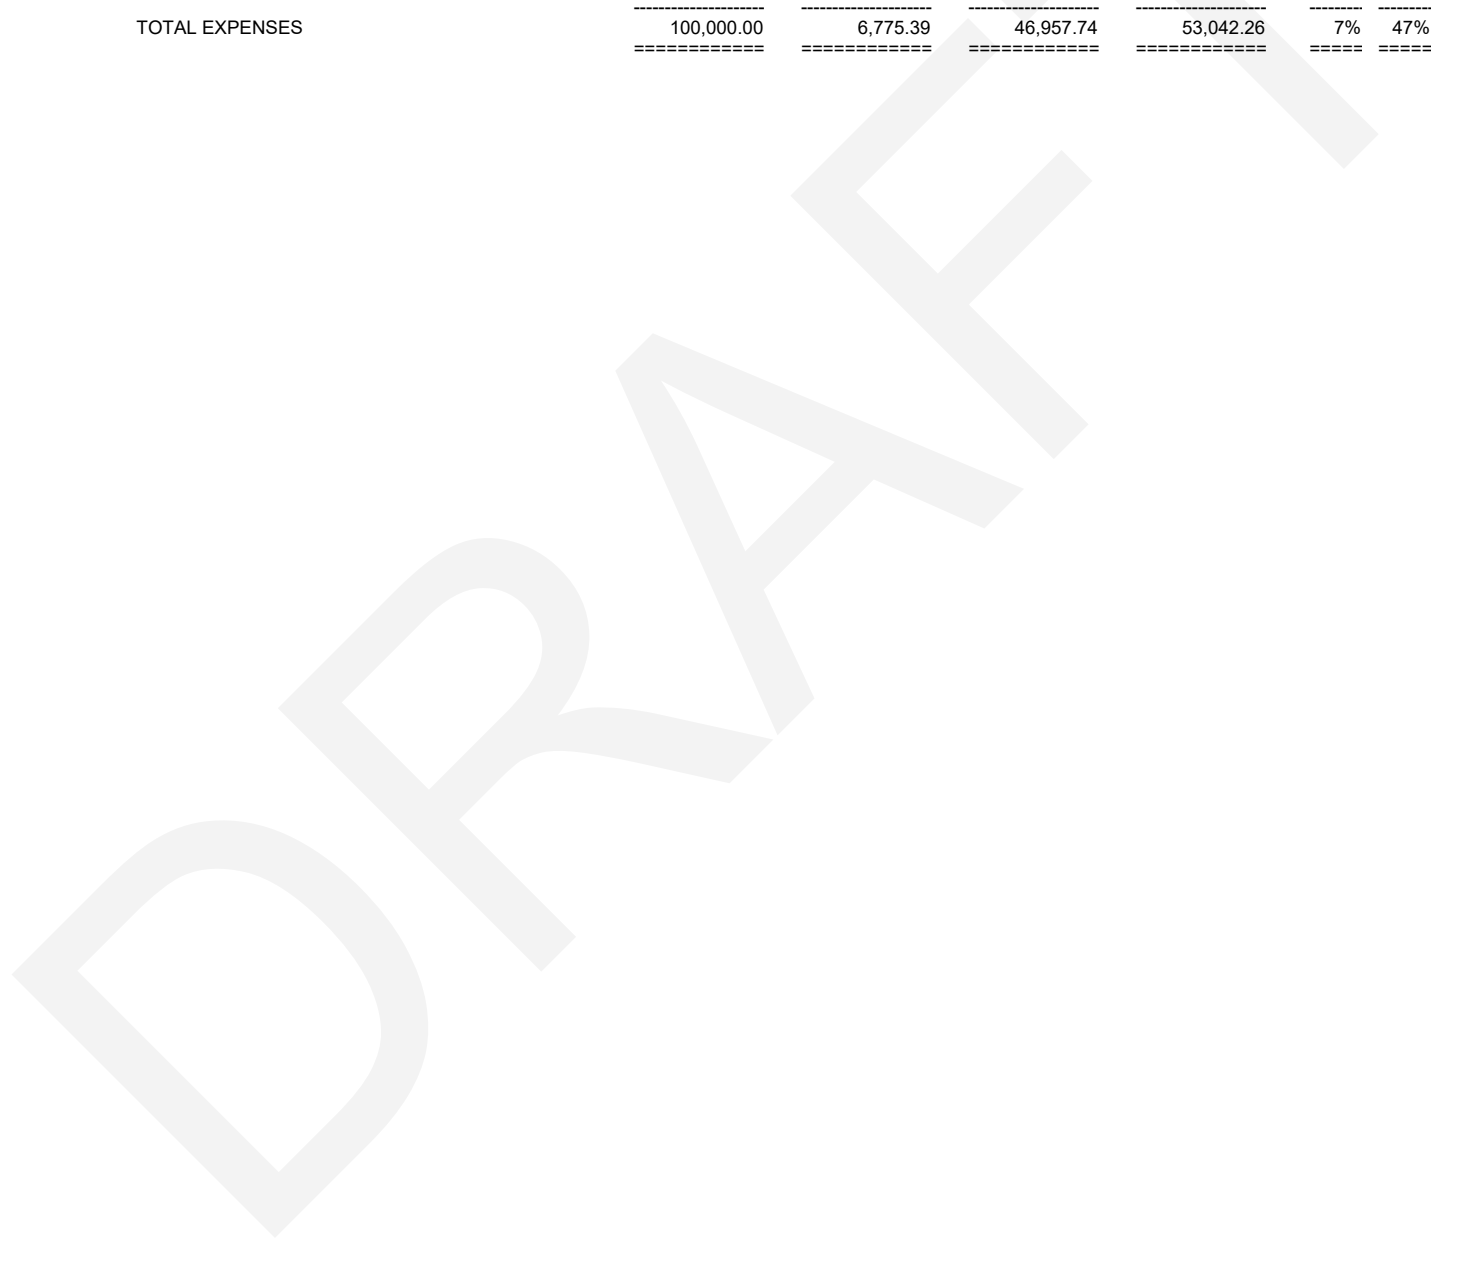 --------------------- --------------------- --------------------- --------------------- --------- ---------
TOTAL EXPENSES 100,000.00 6,775.39 46,957.74 53,042.26 7% 47%
============ ============ ============ ============ ===== =====
DRAFT